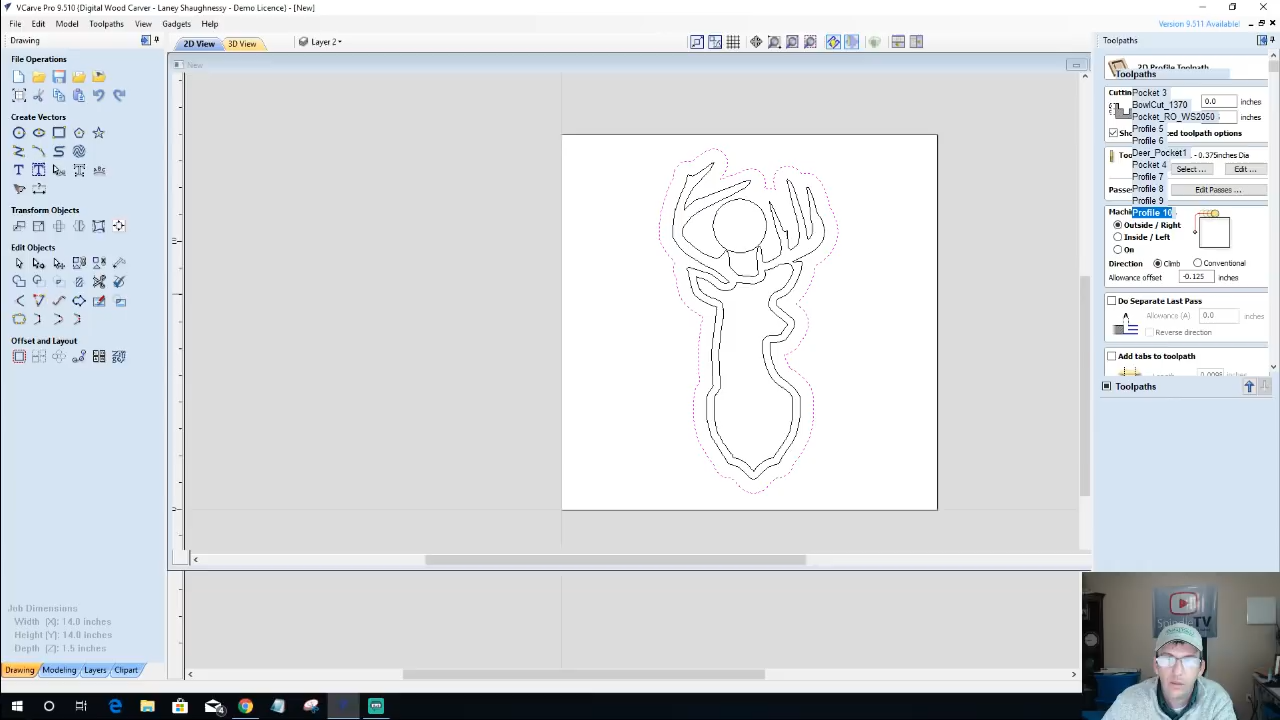 VCarve Pro 9.510 {Digital Wood Carver - Laney Shaughnessy - Demo Licence} - [New]
File Edit Model Toolpaths View Gadgets Help
Version 9.511 Available!
Drawing
2D View 3D View Layer 2
Toolpaths
File Operations
New
2D Profile Toolpath
Toolpaths
Pocket 3
0.0 inches
BowlCut_1370
Pocket_RO_WS2050 inches
Create Vectors
Profile 5
toolpath options
Profile 6
Deer_Pocket1 - 0.375inches Dia
Pocket 4
Select ... Edit ...
Profile 7
Profile 8
Edit Passes ...
Profile 9
Transform Objects
Profile 10
Outside / Right
Inside / Left
On
Edit Objects
Direction Climb Conventional
Allowance offset -0.125 inches
Do Separate Last Pass
Allowance (A) 0.0 inches
Reverse direction
Offset and Layout
Add tabs to toolpath
Toolpaths
Job Dimensions
Width (X): 14.0 inches
Height (Y): 14.0 inches
Depth (Z): 1.5 inches
Drawing Modeling Layers Clipart